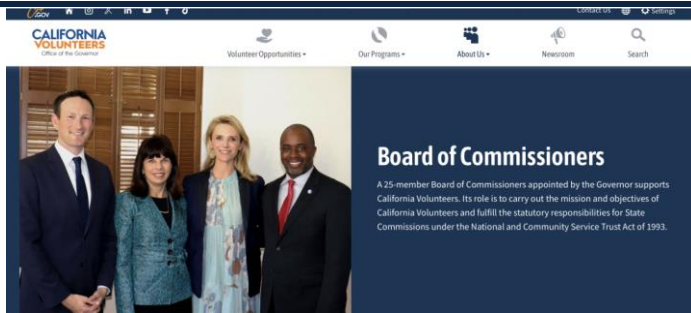 CA.GOV
Contact Us
Settings
CALIFORNIA
VOLUNTEERS
Office of the Governor
Volunteer Opportunities
Our Programs
About Us
Newsroom
Search
Board of Commissioners
A 25-member Board of Commissioners appointed by the Governor supports
California Volunteers. Its role is to carry out the mission and objectives of
California Volunteers and fulfill the statutory responsibilities for State
Commissions under the National and Community Service Trust Act of 1993.